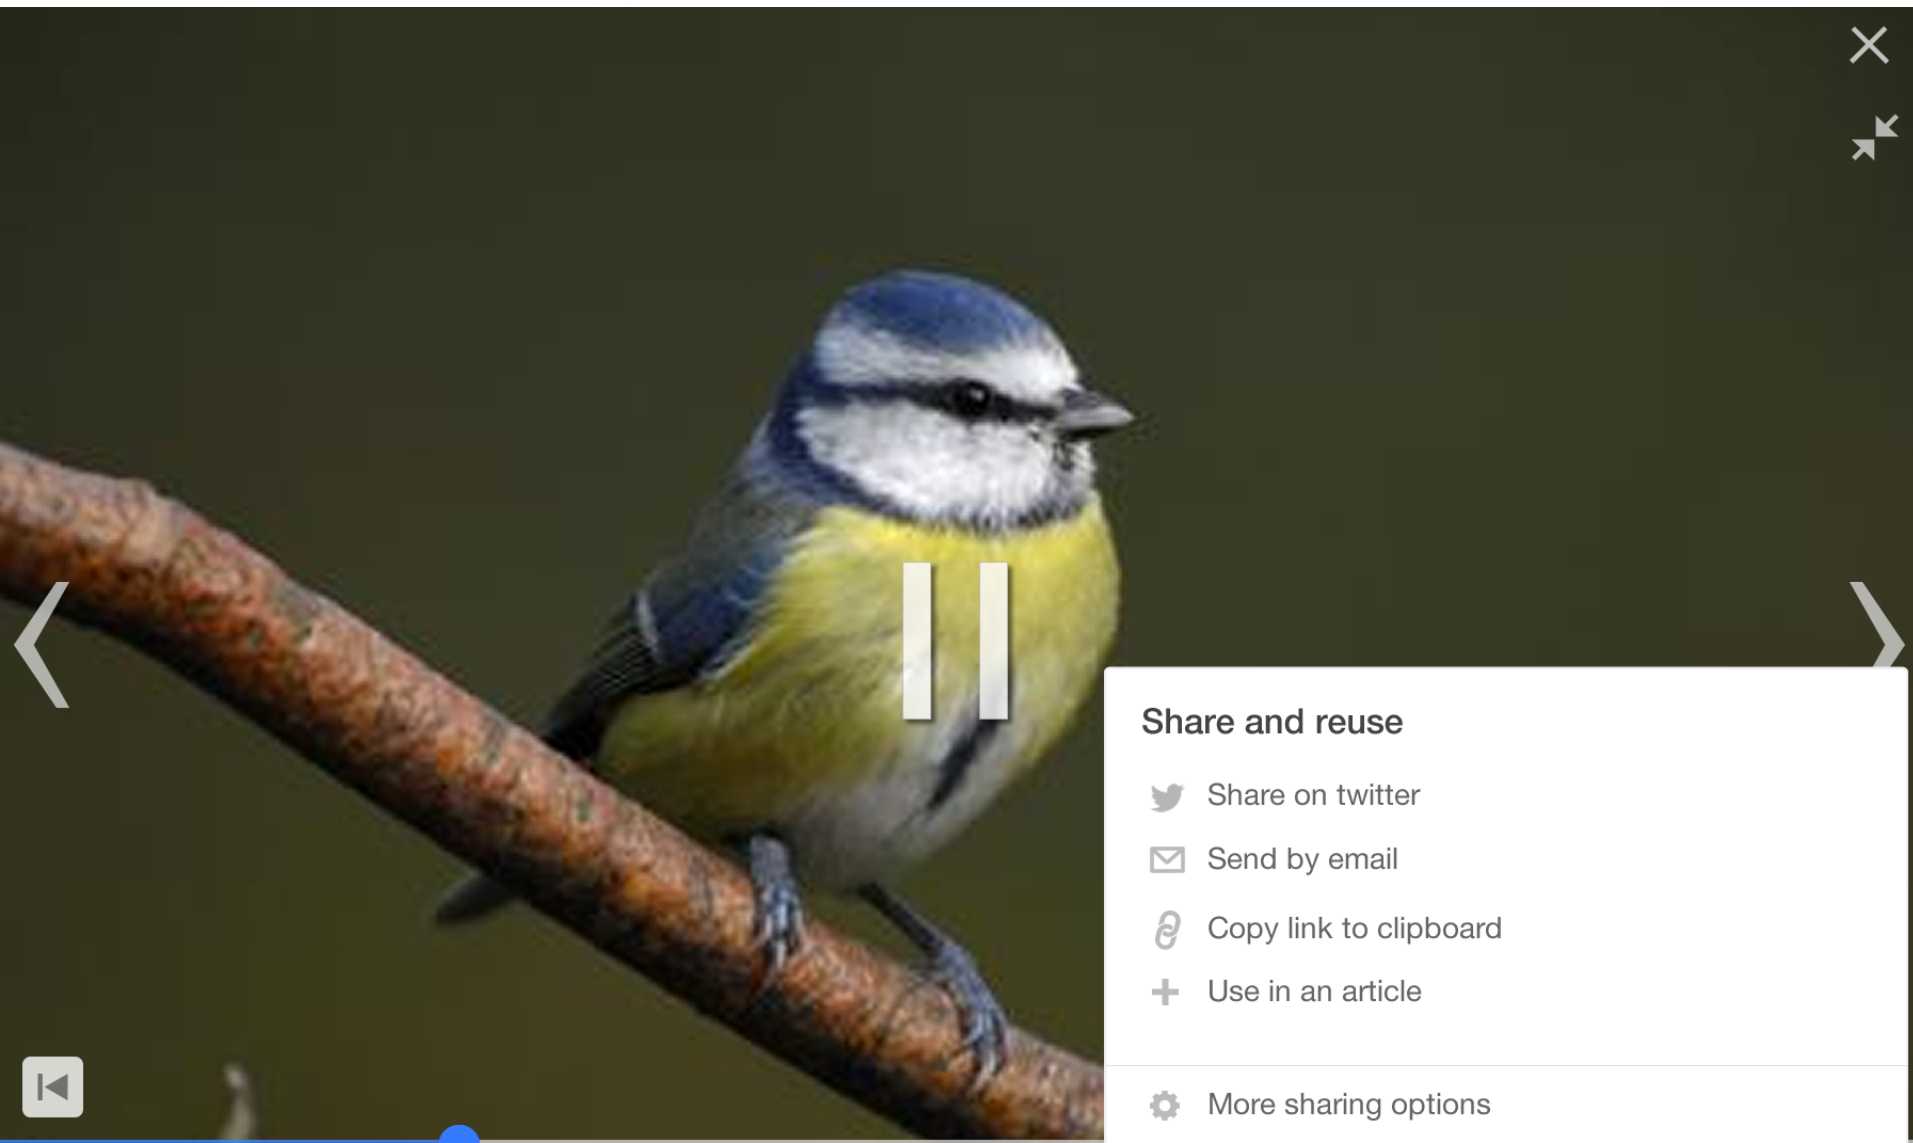 Share and reuse
Share on twitter
Send by email
Copy link to clipboard
Use in an article
More sharing options